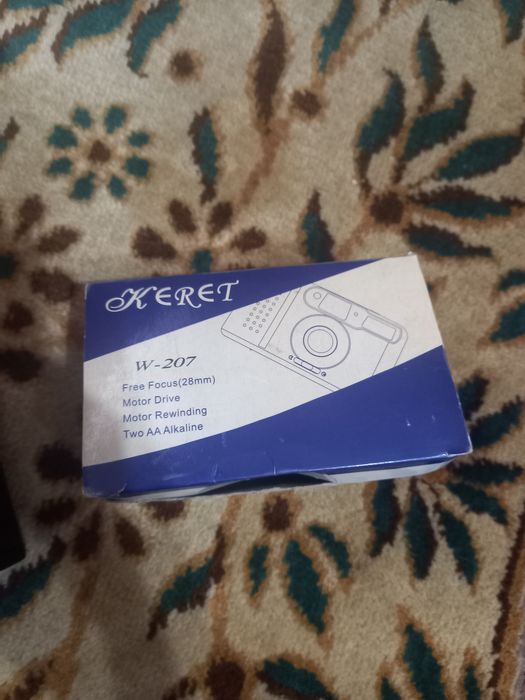 KERET
W-207
Free Focus(28mm)
Motor Drive
Motor Rewinding
Two AA Alkaline